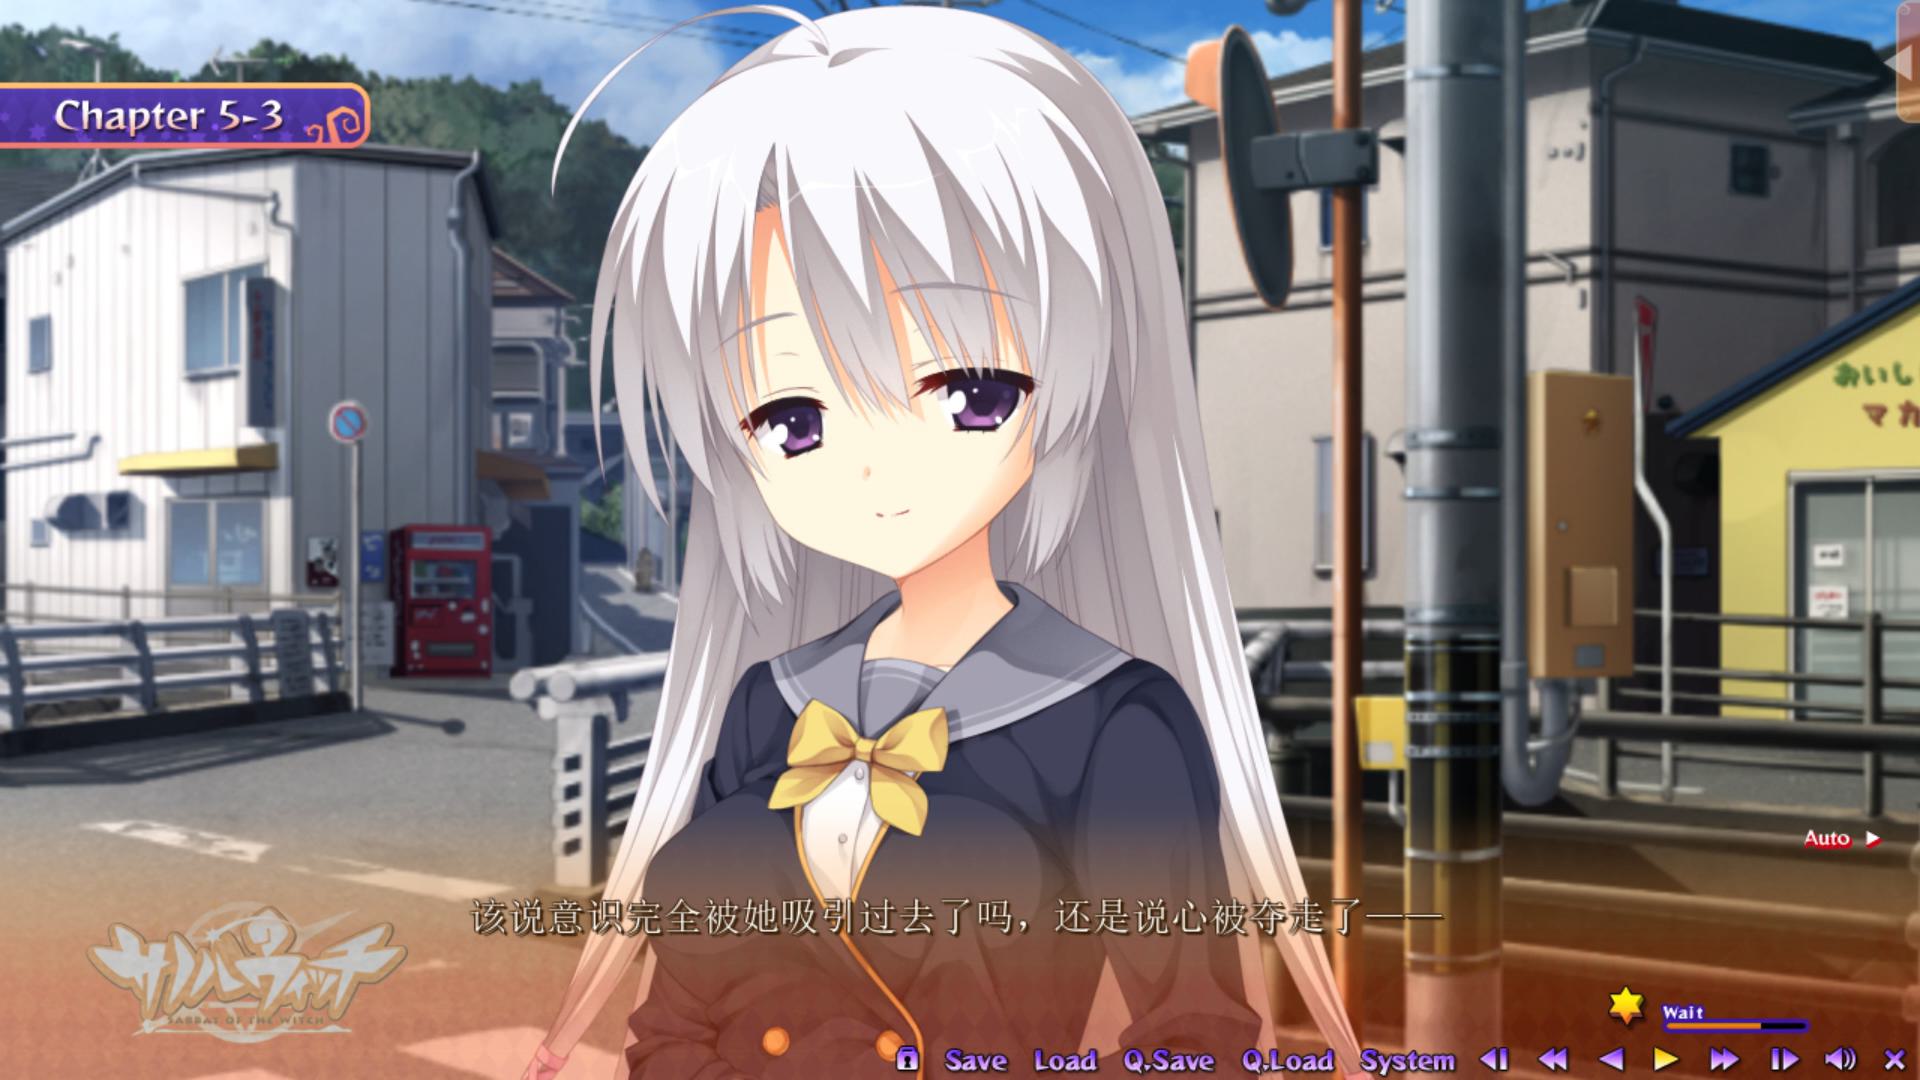 Chapter 5-3
おいし
マカ
Auto
该说意识完全被她吸引过去了吗，还是说心被夺走了——
サノバウィッチ
SABBAT OF THE WITCH
Wait
Save Load Q.Save Q.Load System